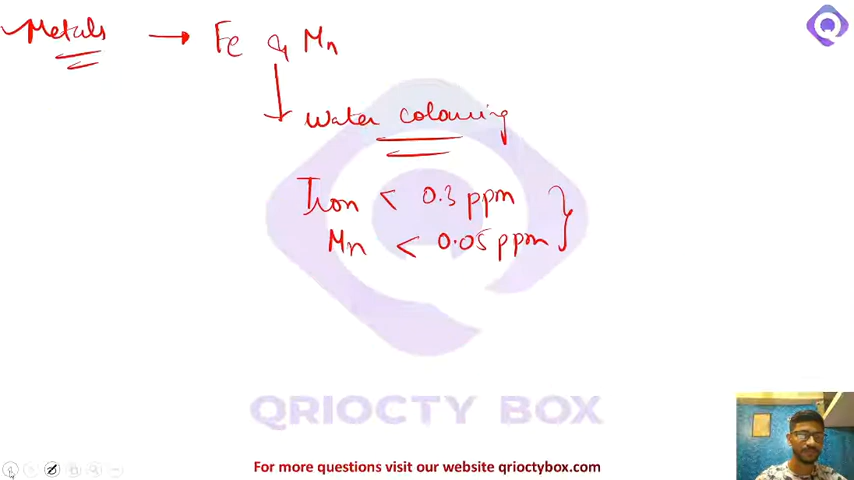 Metals → Fe & Mn
Water colouring
Iron < 0.3 ppm
Mn < 0.05 ppm
QRIOCTY BOX
For more questions visit our website qrioctybox.com